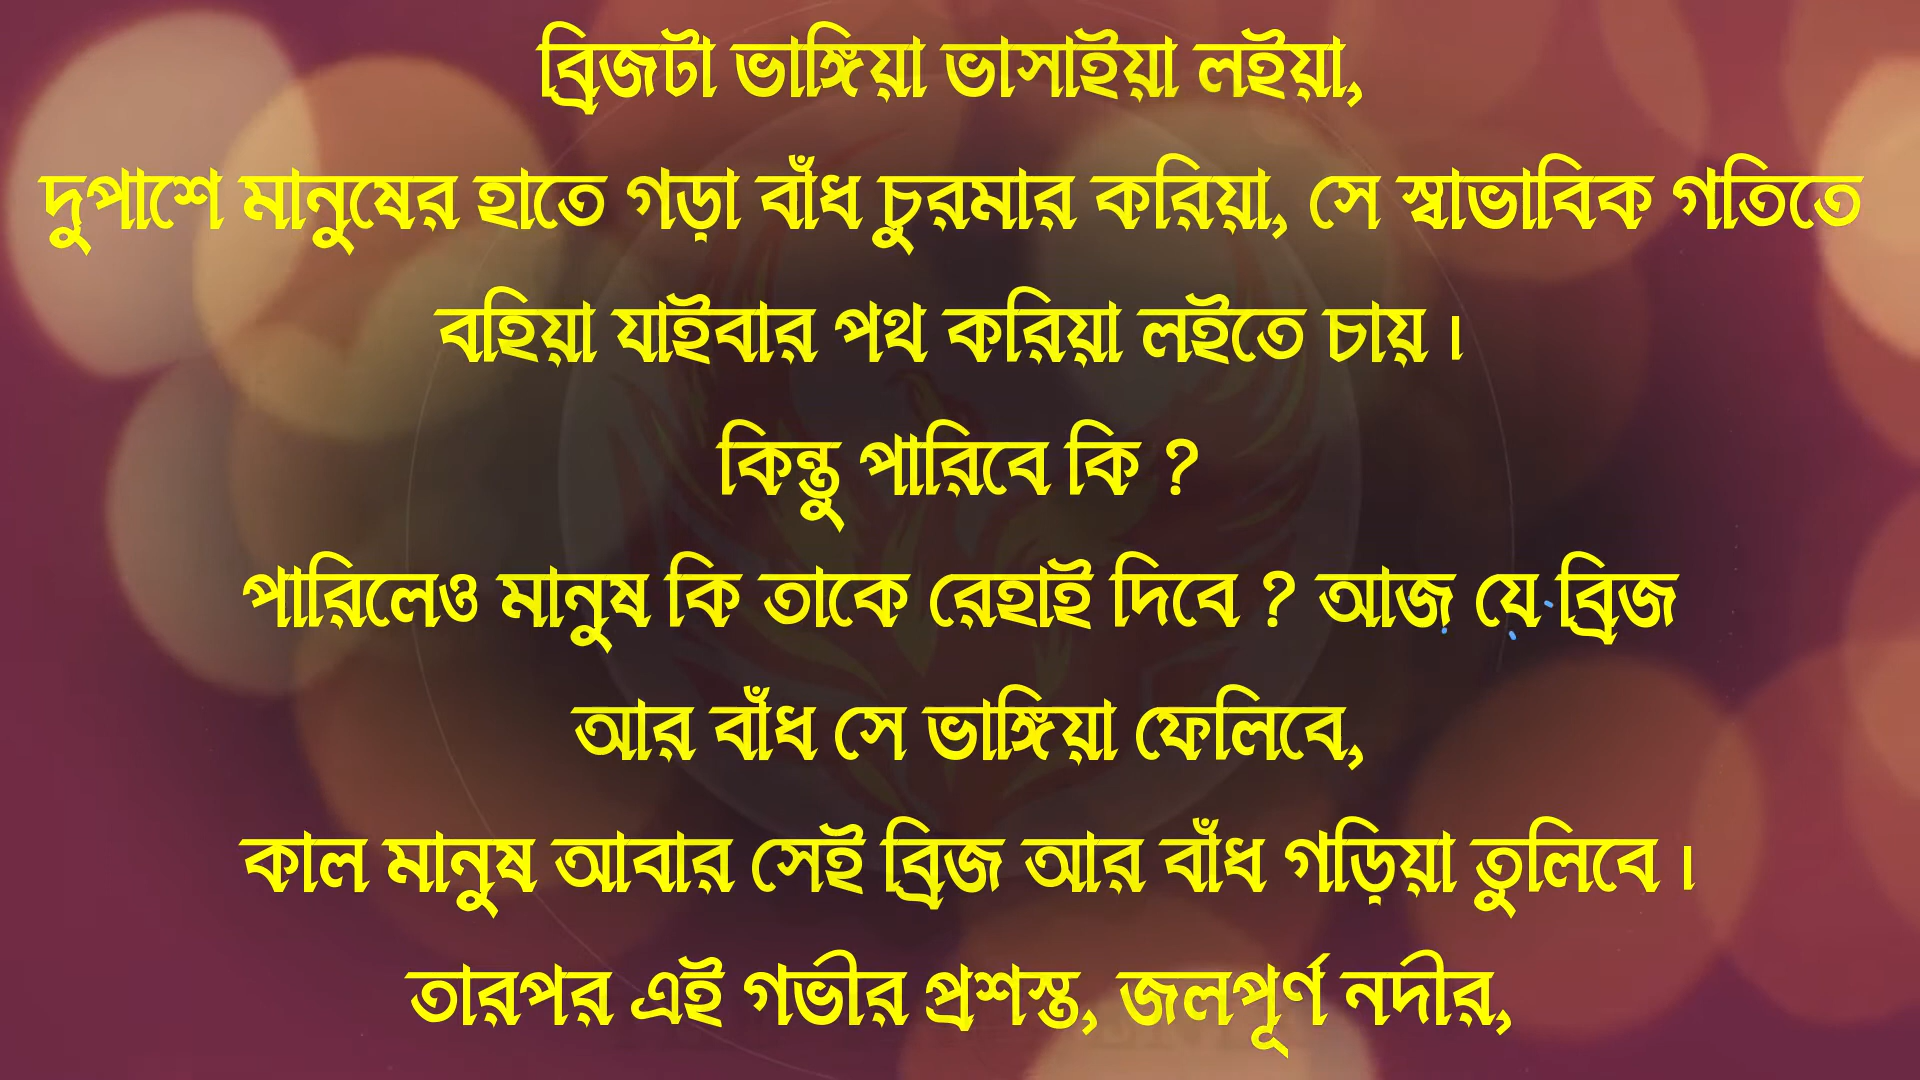 ব্রিজটা ভাঙ্গিয়া ভাসাইয়া লইয়া,
দুপাশে মানুষের হাতে গড়া বাঁধ চুরমার করিয়া, সে স্বাভাবিক গতিতে
বহিয়া যাইবার পথ করিয়া লইতে চায় ।
কিন্তু পারিবে কি ?
পারিলেও মানুষ কি তাকে রেহাই দিবে ? আজ যে ব্রিজ
আর বাঁধ সে ভাঙ্গিয়া ফেলিবে,
কাল মানুষ আবার সেই ব্রিজ আর বাঁধ গড়িয়া তুলিবে ।
তারপর এই গভীর প্রশস্ত, জলপূর্ণ নদীর,